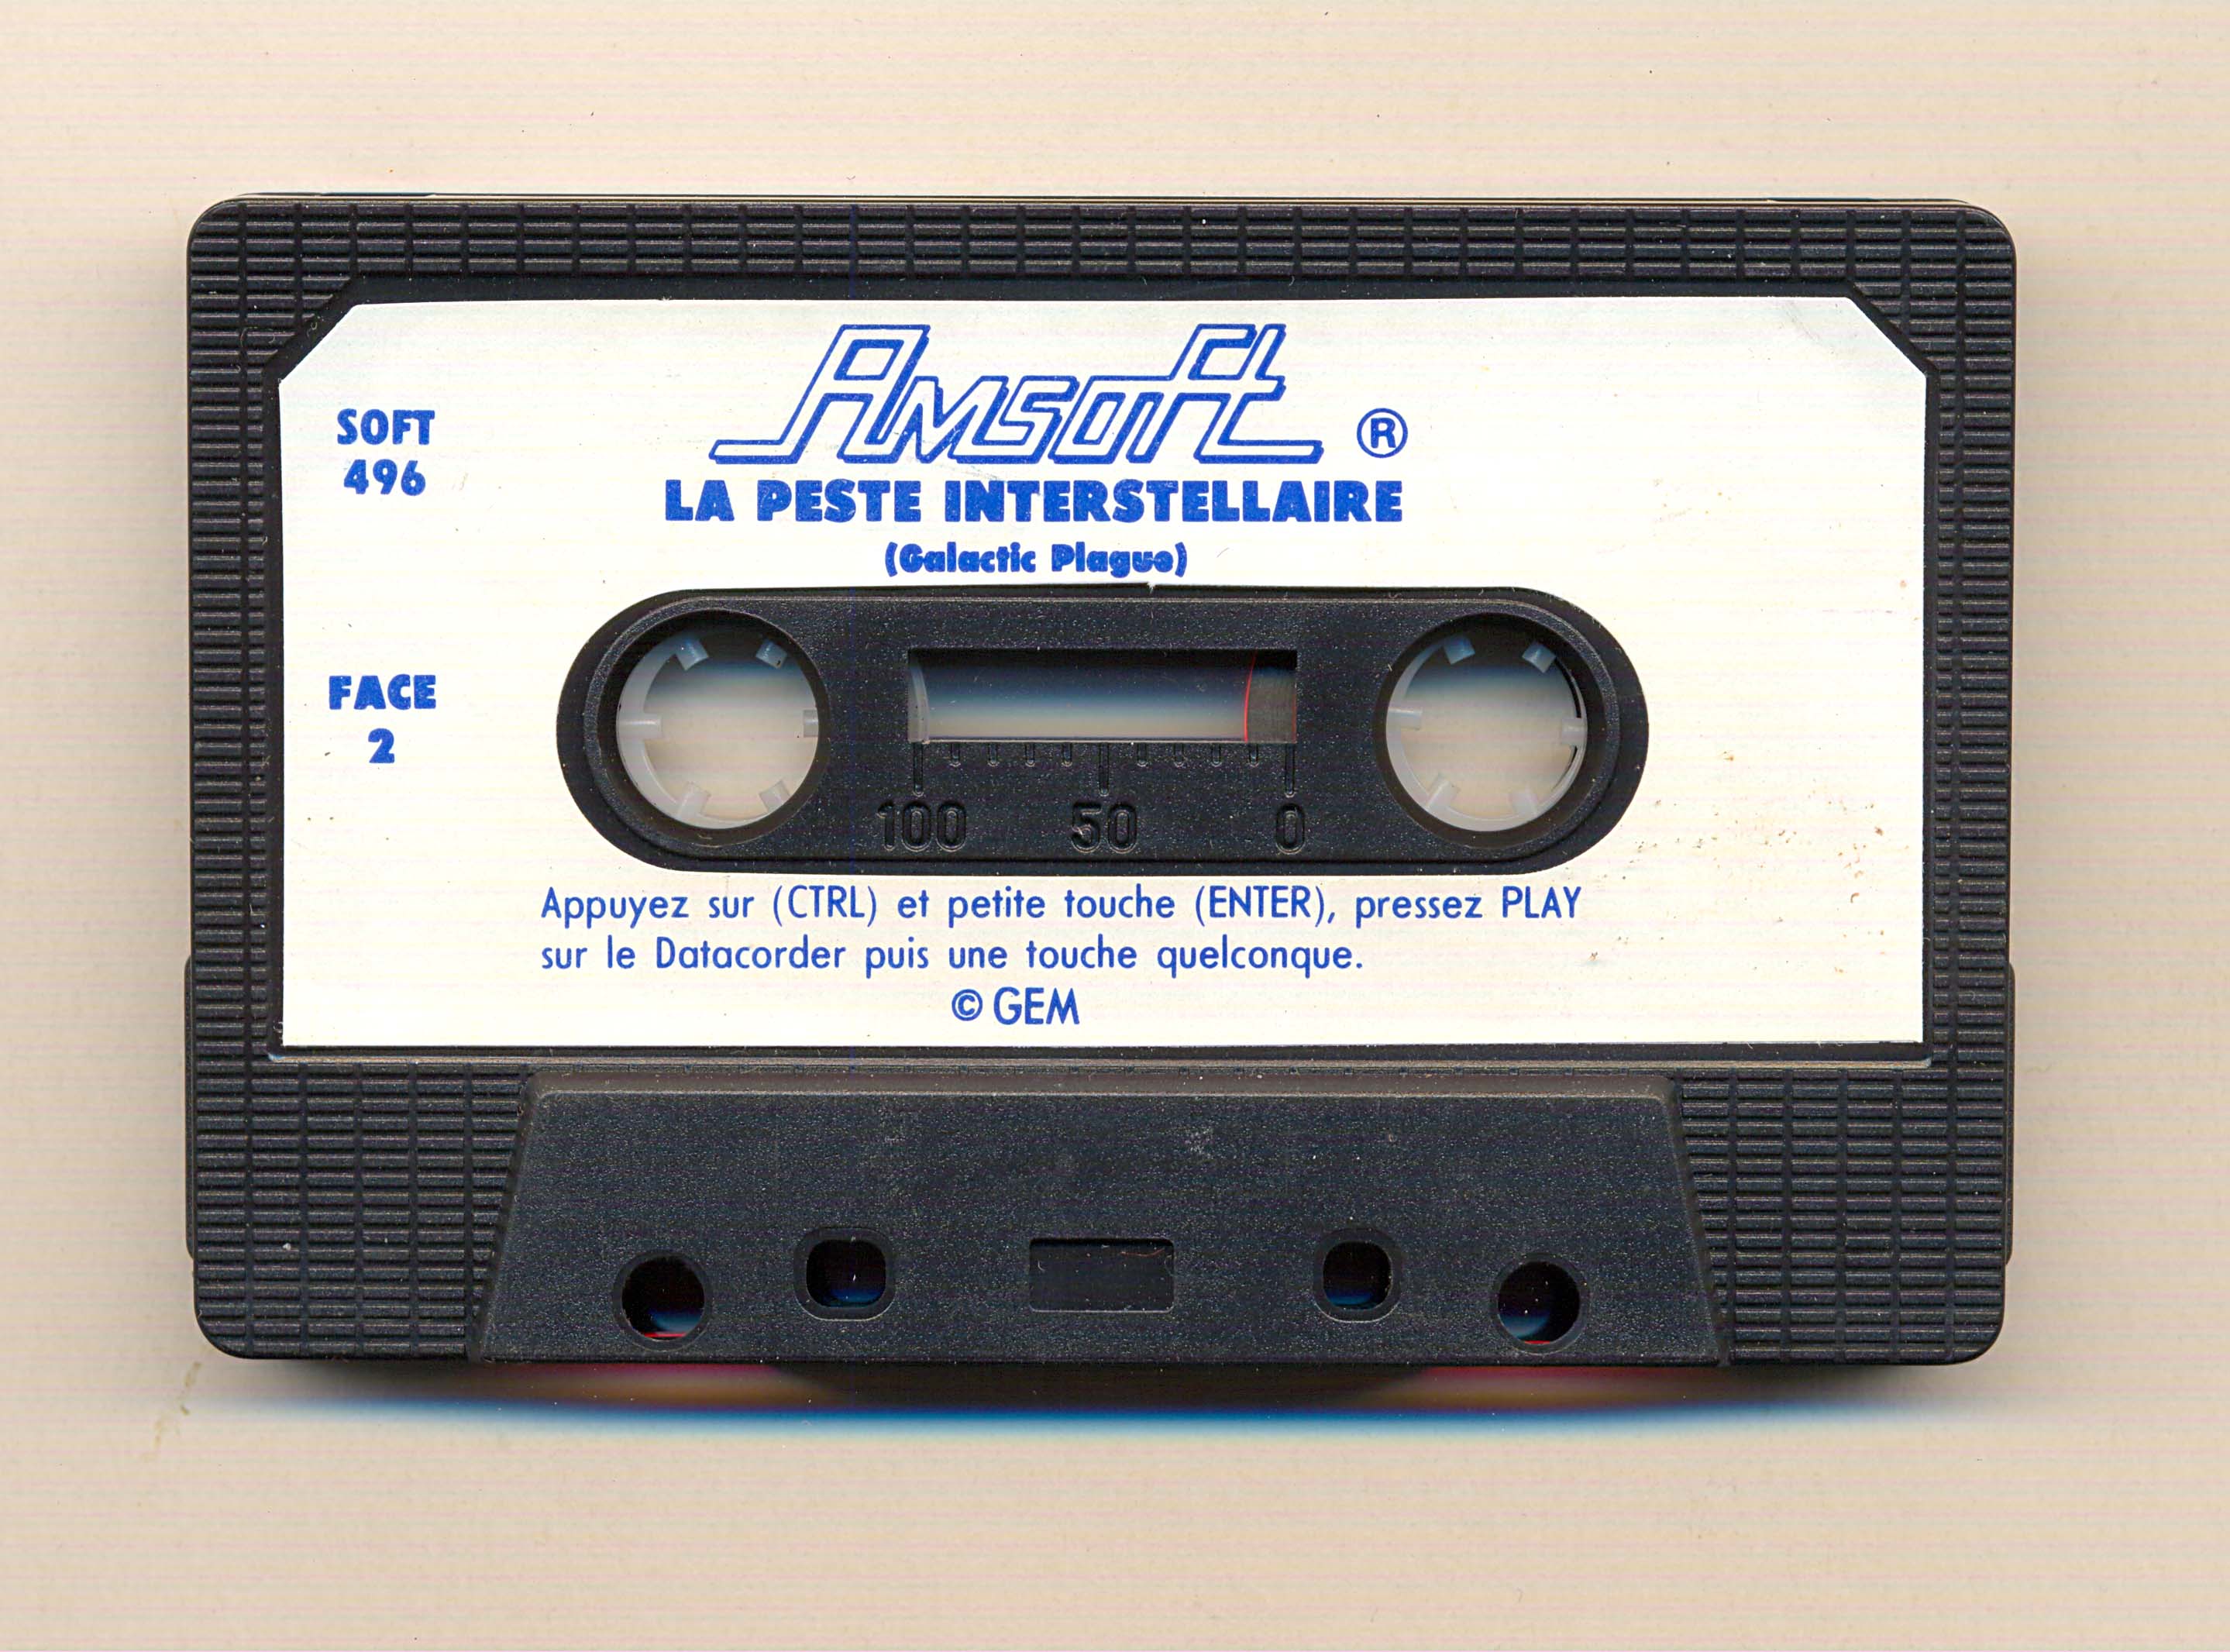 Amsoft ®
SOFT
496
LA PESTE INTERSTELLAIRE
(Galactic Plague)
FACE
2
100 50 0
Appuyez sur (CTRL) et petite touche (ENTER), pressez PLAY
sur le Datacorder puis une touche quelconque.
© GEM